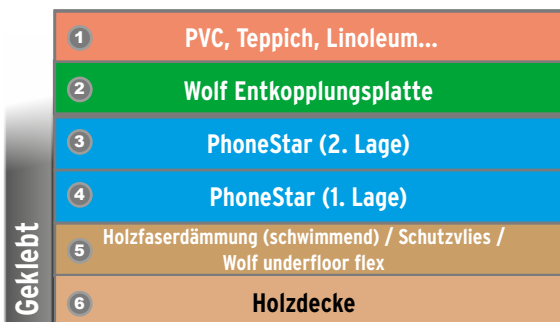 1 PVC, Teppich, Linoleum...
2 Wolf Entkopplungsplatte
3 PhoneStar (2. Lage)
4 PhoneStar (1. Lage)
5 Holzfaserdämmung (schwimmend) / Schutzvlies /
Wolf underfloor flex
6 Holzdecke
Geklebt